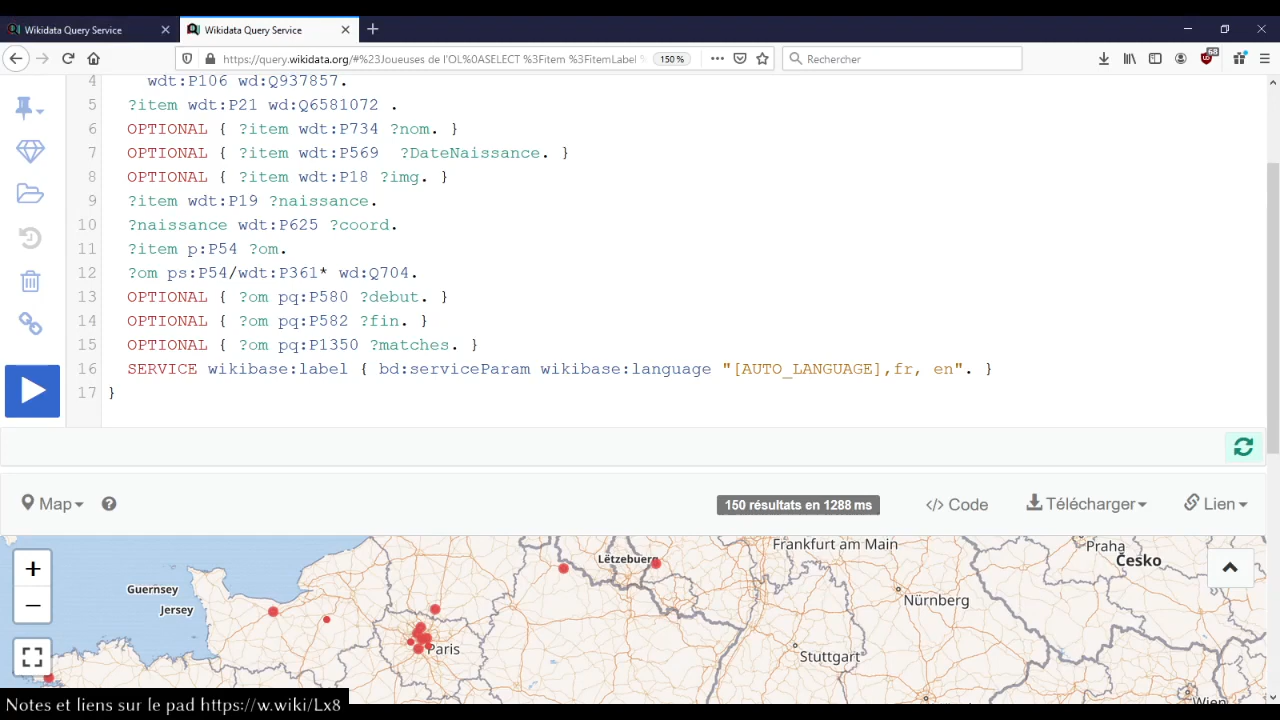 Wikidata Query Service
Wikidata Query Service
https://query.wikidata.org/#%23Joueuses de l'OL%0ASELECT %3Fitem %3FitemLabel
150 %
Rechercher
68
4 wdt:P106 wd:Q937857.
5 ?item wdt:P21 wd:Q6581072 .
6 OPTIONAL { ?item wdt:P734 ?nom. }
7 OPTIONAL { ?item wdt:P569  ?DateNaissance. }
8 OPTIONAL { ?item wdt:P18 ?img. }
9 ?item wdt:P19 ?naissance.
10 ?naissance wdt:P625 ?coord.
11 ?item p:P54 ?om.
12 ?om ps:P54/wdt:P361* wd:Q704.
13 OPTIONAL { ?om pq:P580 ?debut. }
14 OPTIONAL { ?om pq:P582 ?fin. }
15 OPTIONAL { ?om pq:P1350 ?matches. }
16 SERVICE wikibase:label { bd:serviceParam wikibase:language "[AUTO_LANGUAGE],fr, en". }
17 }
Map
150 résultats en 1288 ms
</> Code
Télécharger
Lien
Frankfurt am Main
Praha
Lëtzebuerg
Česko
Guernsey
Jersey
Nürnberg
Paris
Stuttgart
Wien
Notes et liens sur le pad https://w.wiki/Lx8